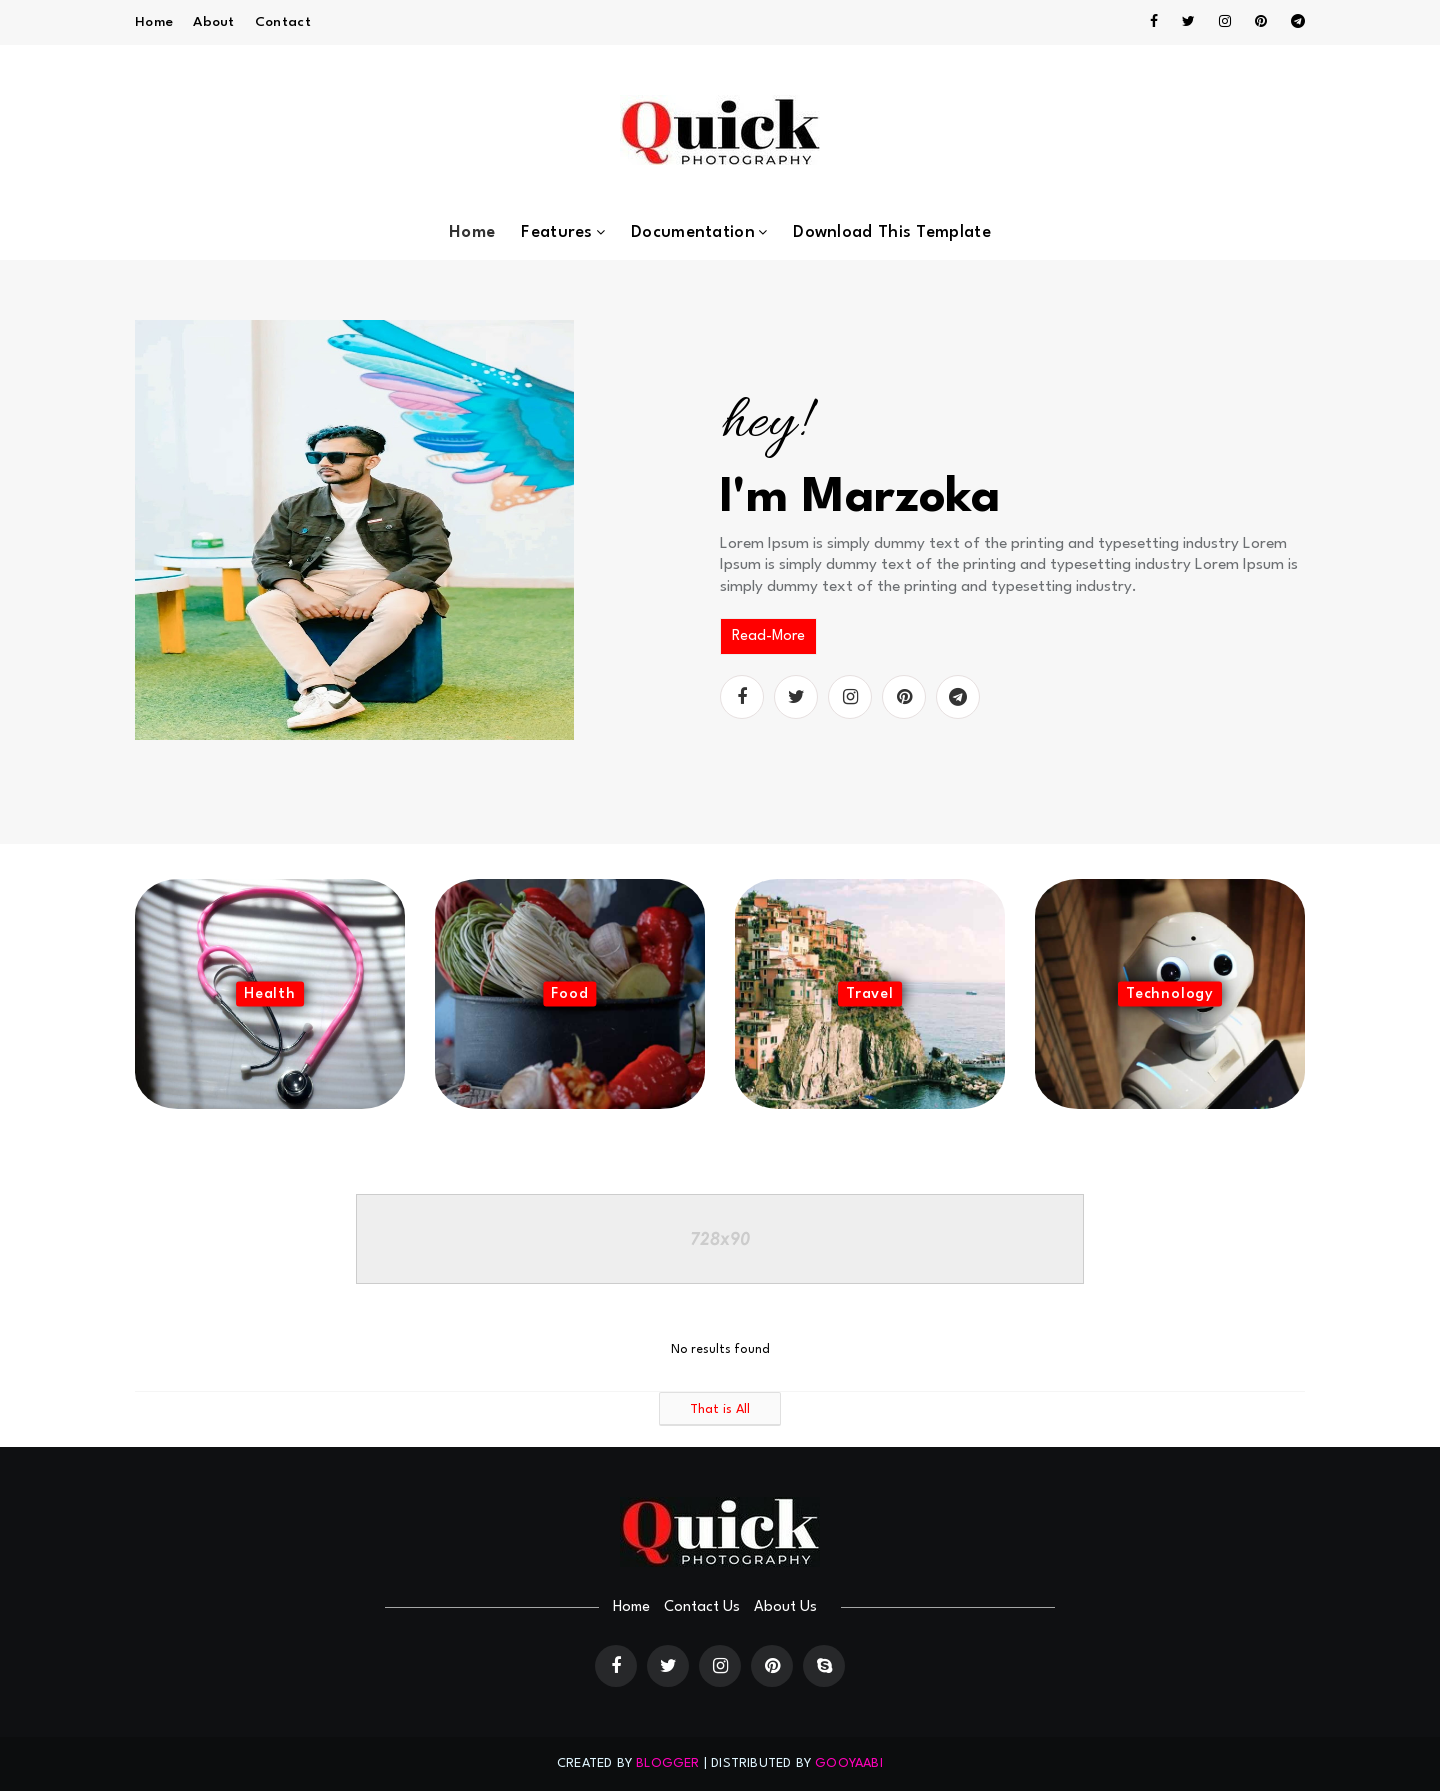 Home About Contact
Quick
PHOTOGRAPHY
Home Features Documentation Download This Template
hey!
I'm Marzoka
Lorem Ipsum is simply dummy text of the printing and typesetting industry Lorem
Ipsum is simply dummy text of the printing and typesetting industry Lorem Ipsum is
simply dummy text of the printing and typesetting industry.
Read-More
Health Food Travel Technology
728x90
No results found
That is All
Quick
PHOTOGRAPHY
Home Contact Us About Us
CREATED BY BLOGGER | DISTRIBUTED BY GOOYAABI